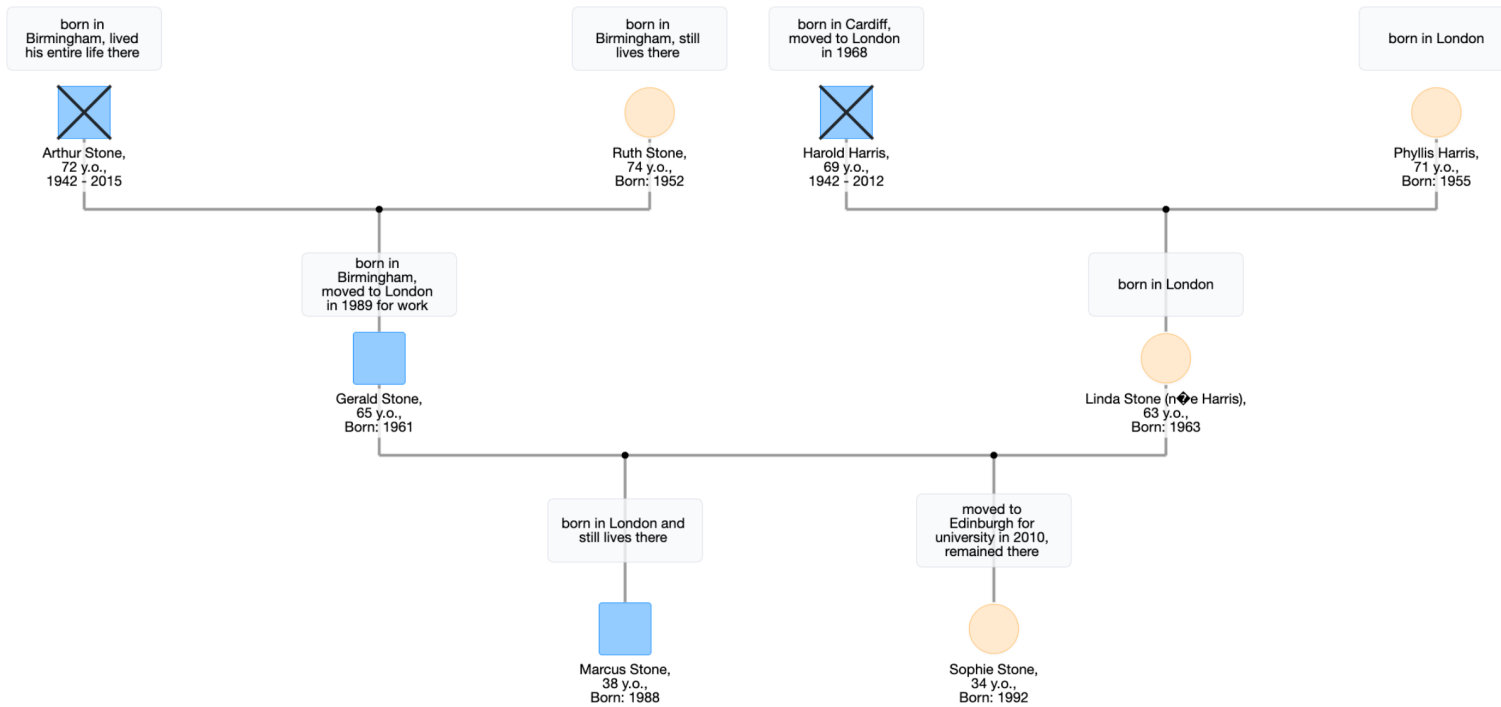 born in
Birmingham, lived
his entire life there
born in
Birmingham, still
lives there
born in Cardiff,
moved to London
in 1968
born in London
Arthur Stone,
72 y.o.,
1942 - 2015
Ruth Stone,
74 y.o.,
Born: 1952
Harold Harris,
69 y.o.,
1942 - 2012
Phyllis Harris,
71 y.o.,
Born: 1955
born in
Birmingham,
moved to London
in 1989 for work
born in London
Gerald Stone,
65 y.o.,
Born: 1961
Linda Stone (n�e Harris),
63 y.o.,
Born: 1963
born in London and
still lives there
moved to
Edinburgh for
university in 2010,
remained there
Marcus Stone,
38 y.o.,
Born: 1988
Sophie Stone,
34 y.o.,
Born: 1992